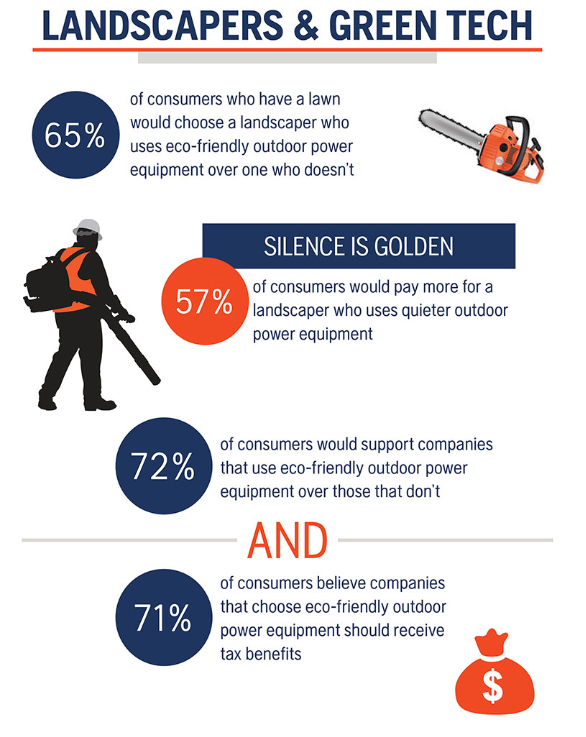 LANDSCAPERS & GREEN TECH
65%
of consumers who have a lawn
would choose a landscaper who
uses eco-friendly outdoor power
equipment over one who doesn't
SILENCE IS GOLDEN
57%
of consumers would pay more for a
landscaper who uses quieter outdoor
power equipment
72%
of consumers would support companies
that use eco-friendly outdoor power
equipment over those that don't
AND
71%
of consumers believe companies
that choose eco-friendly outdoor
power equipment should receive
tax benefits
$